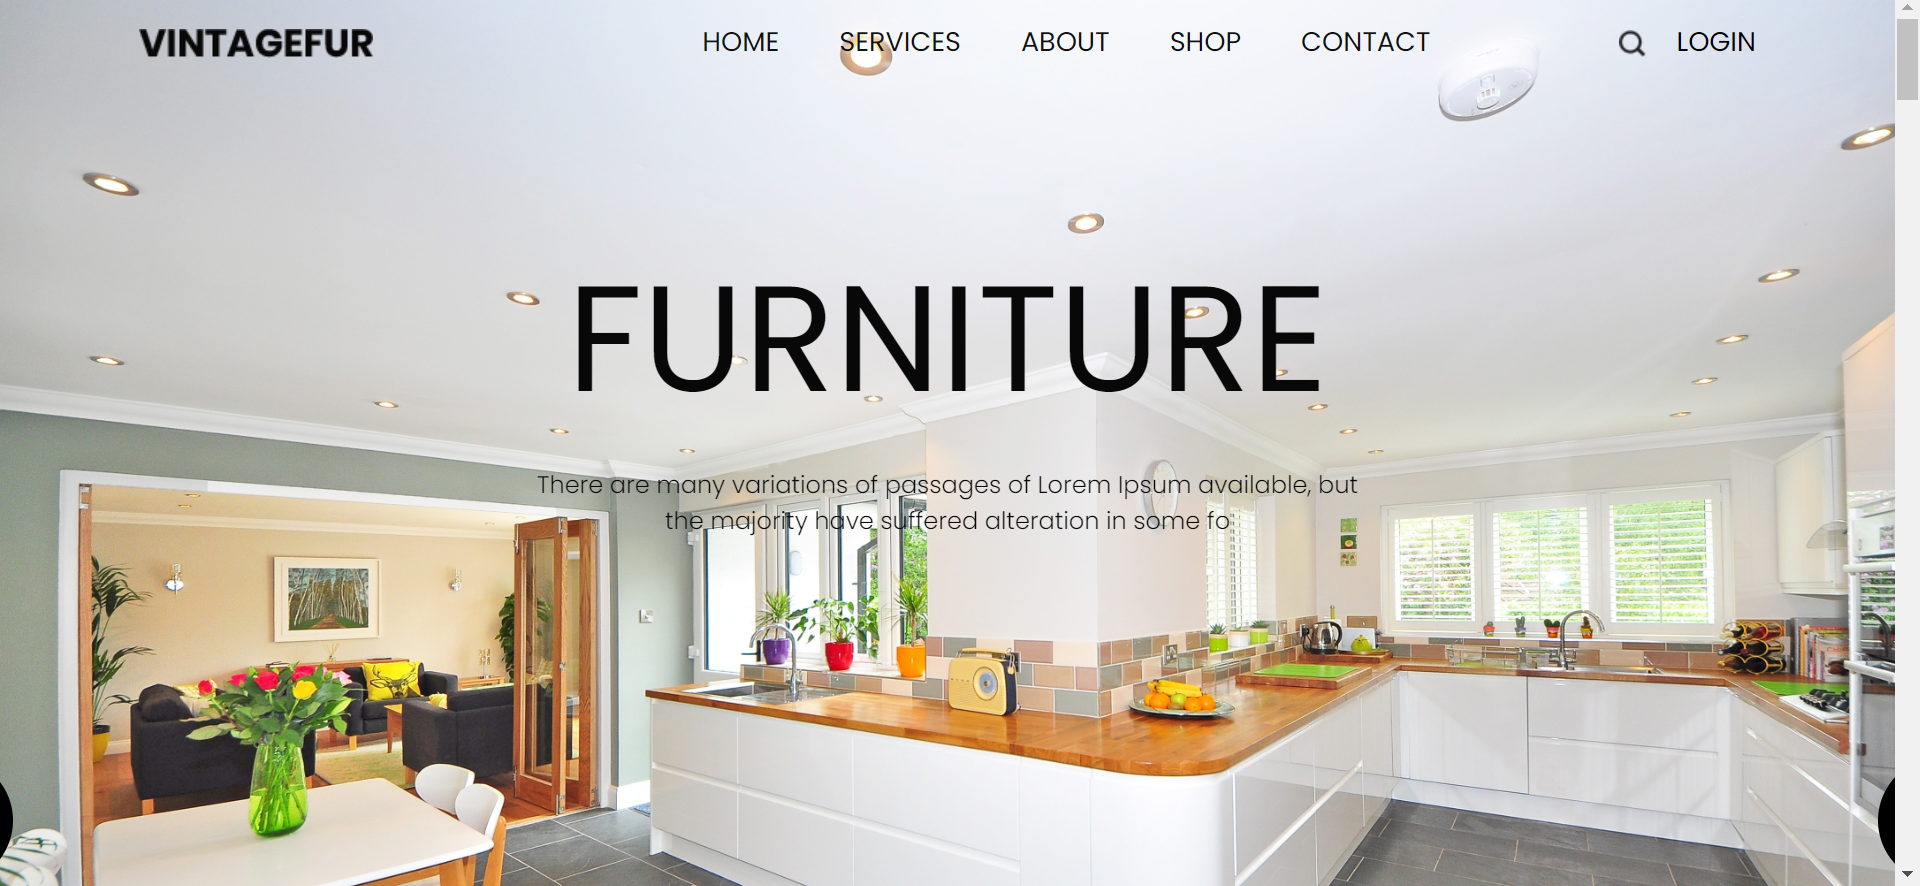 VINTAGEFUR
HOME SERVICES ABOUT SHOP CONTACT
LOGIN
FURNITURE
There are many variations of passages of Lorem Ipsum available, but
the majority have suffered alteration in some fo